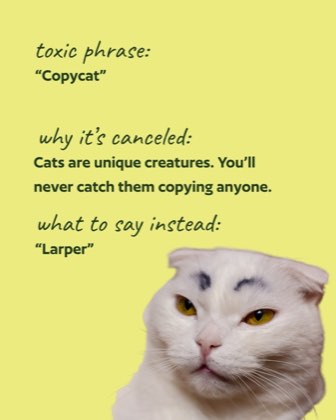 toxic phrase:
“Copycat”
why it’s canceled:
Cats are unique creatures. You’ll
never catch them copying anyone.
what to say instead:
“Larper”